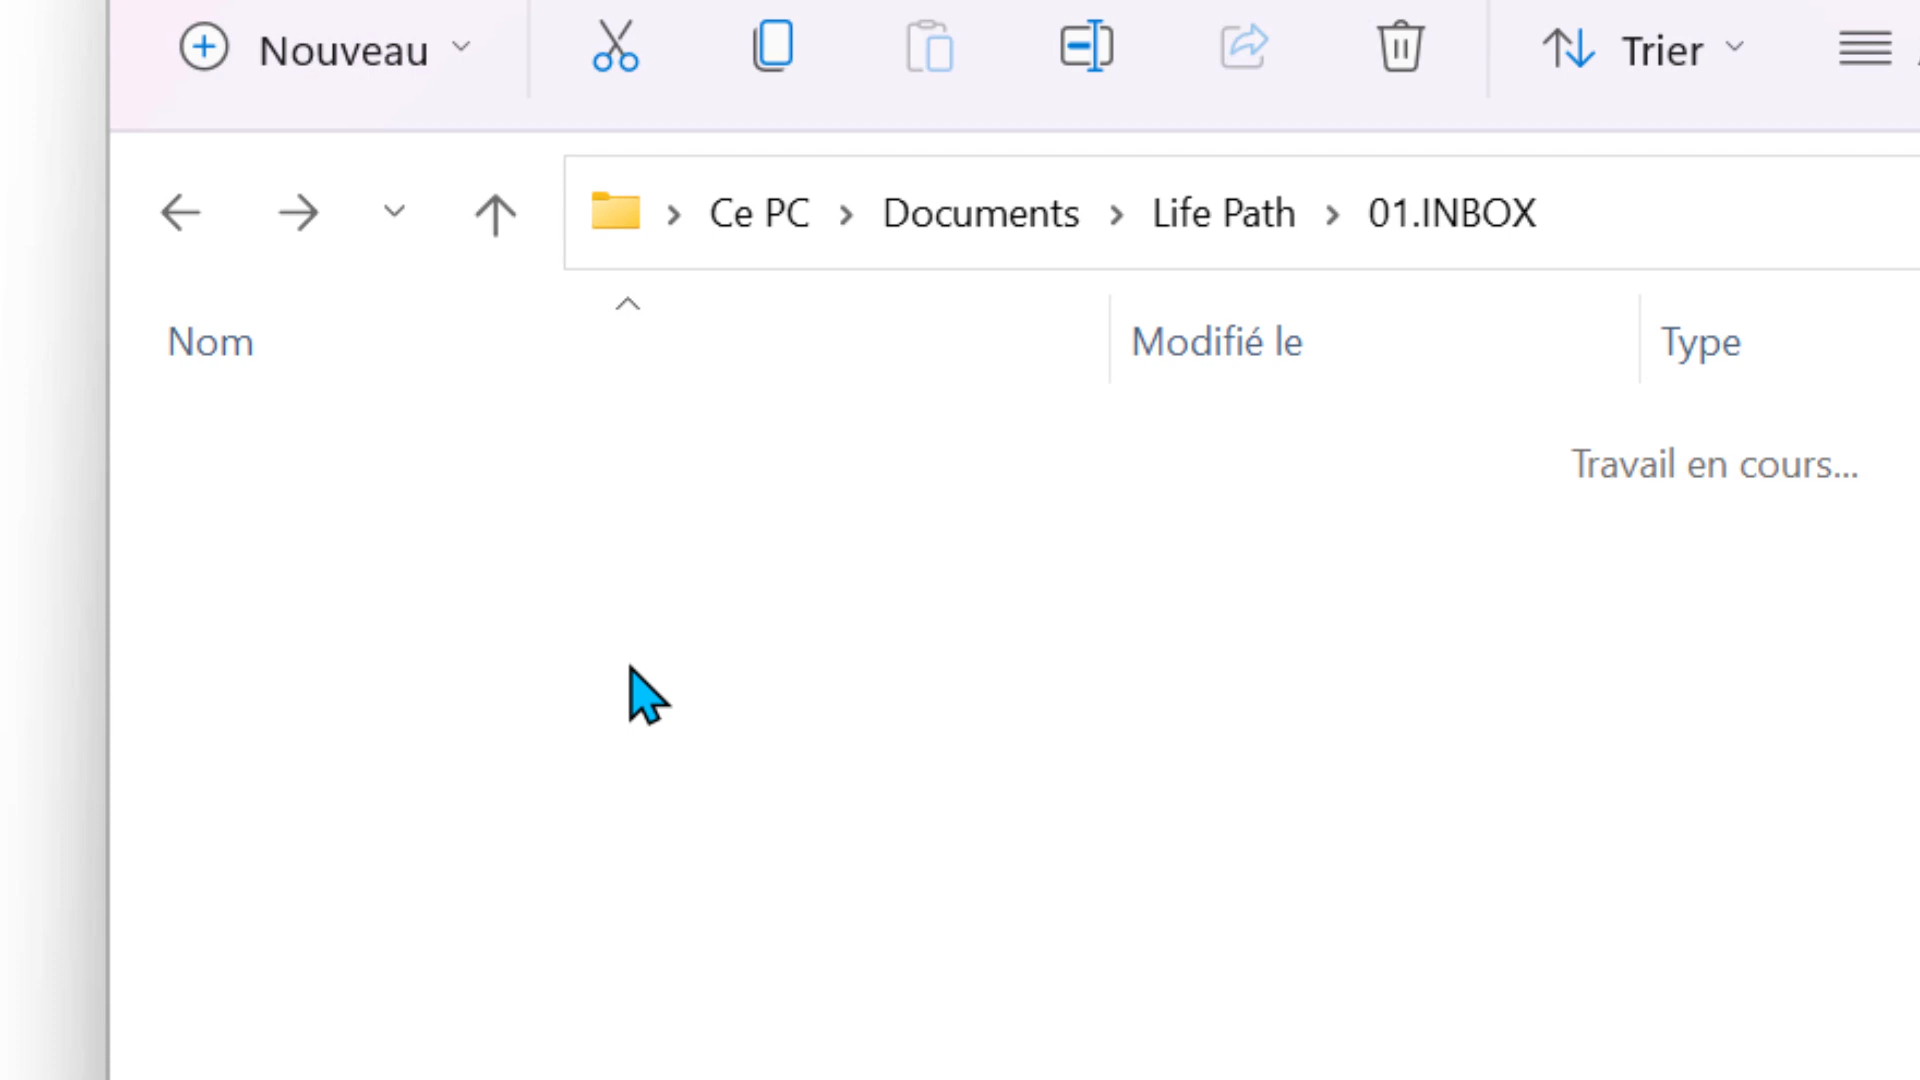 Nouveau
Trier
Ce PC > Documents > Life Path > 01.INBOX
Nom
Modifié le
Type
Travail en cours...